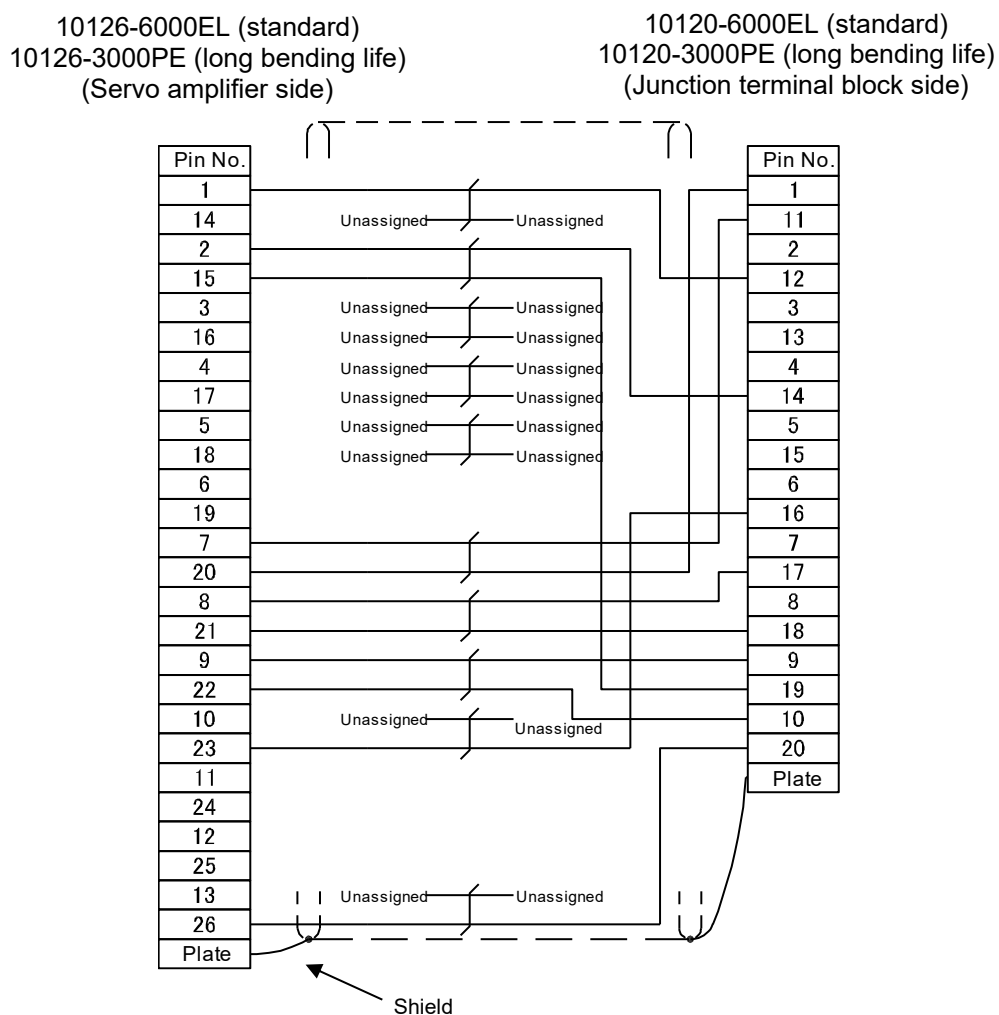 10126-6000EL (standard)
10126-3000PE (long bending life)
(Servo amplifier side)
10120-6000EL (standard)
10120-3000PE (long bending life)
(Junction terminal block side)
Pin No. Pin No.
1 1
14 Unassigned Unassigned 11
2 2
15 12
3 Unassigned Unassigned 3
16 Unassigned Unassigned 13
4 Unassigned Unassigned 4
17 Unassigned Unassigned 14
5 Unassigned Unassigned 5
18 Unassigned Unassigned 15
6 6
19 16
7 7
20 17
8 8
21 18
9 9
22 19
10 Unassigned Unassigned 10
23 20
11 Plate
24
12
25
13 Unassigned Unassigned
26
Plate
Shield